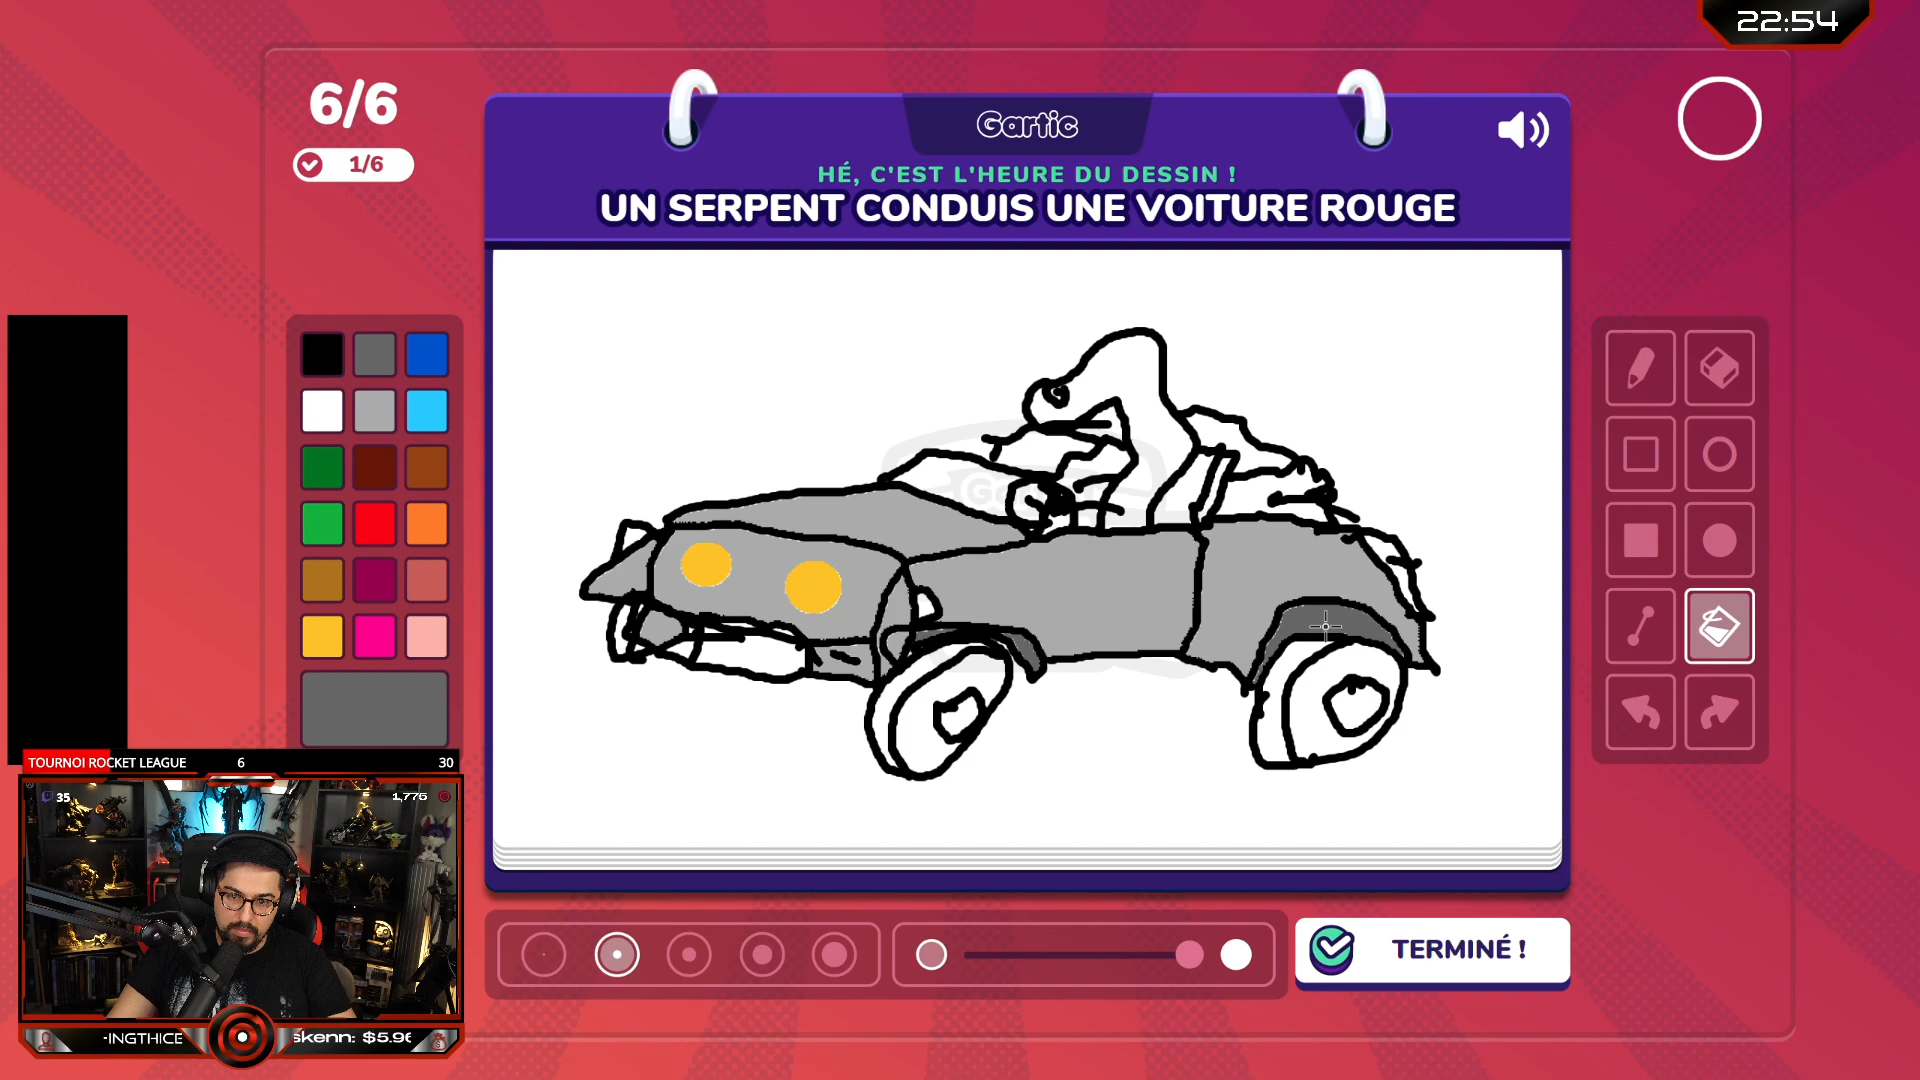 22:54
6/6
1/6
Gartic
HÉ, C'EST L'HEURE DU DESSIN !
UN SERPENT CONDUIS UNE VOITURE ROUGE
TOURNOI ROCKET LEAGUE 6 30
35 1,775
TERMINÉ !
-INGTHICE skenn: $5.96